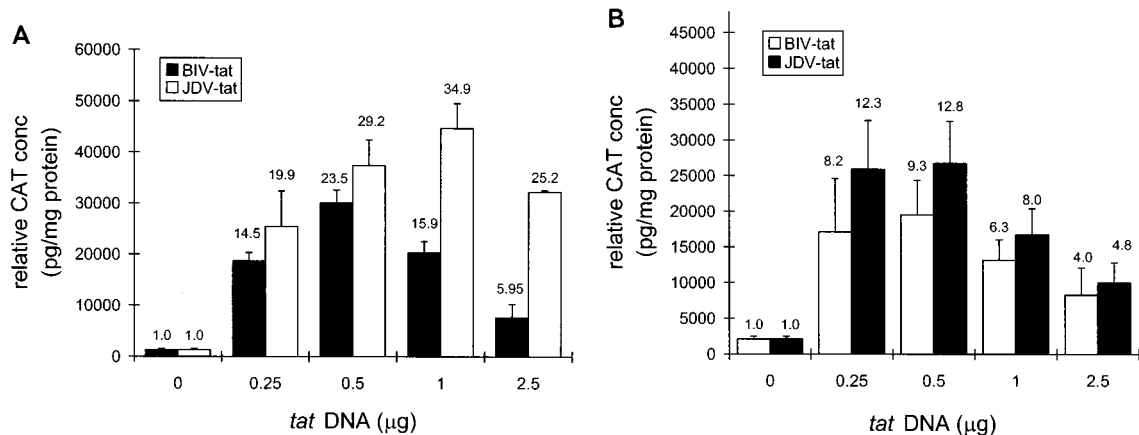 A
60000
50000
40000
30000
20000
10000
0
relative CAT conc
(pg/mg protein)
BIV-tat
JDV-tat
1.0 1.0
14.5 19.9
23.5 29.2
15.9 34.9
5.95 25.2
0 0.25 0.5 1 2.5
tat DNA (µg)
B
45000
40000
35000
30000
25000
20000
15000
10000
5000
0
relative CAT conc
(pg/mg protein)
BIV-tat
JDV-tat
1.0 1.0
8.2 12.3
9.3 12.8
6.3 8.0
4.0 4.8
0 0.25 0.5 1 2.5
tat DNA (µg)